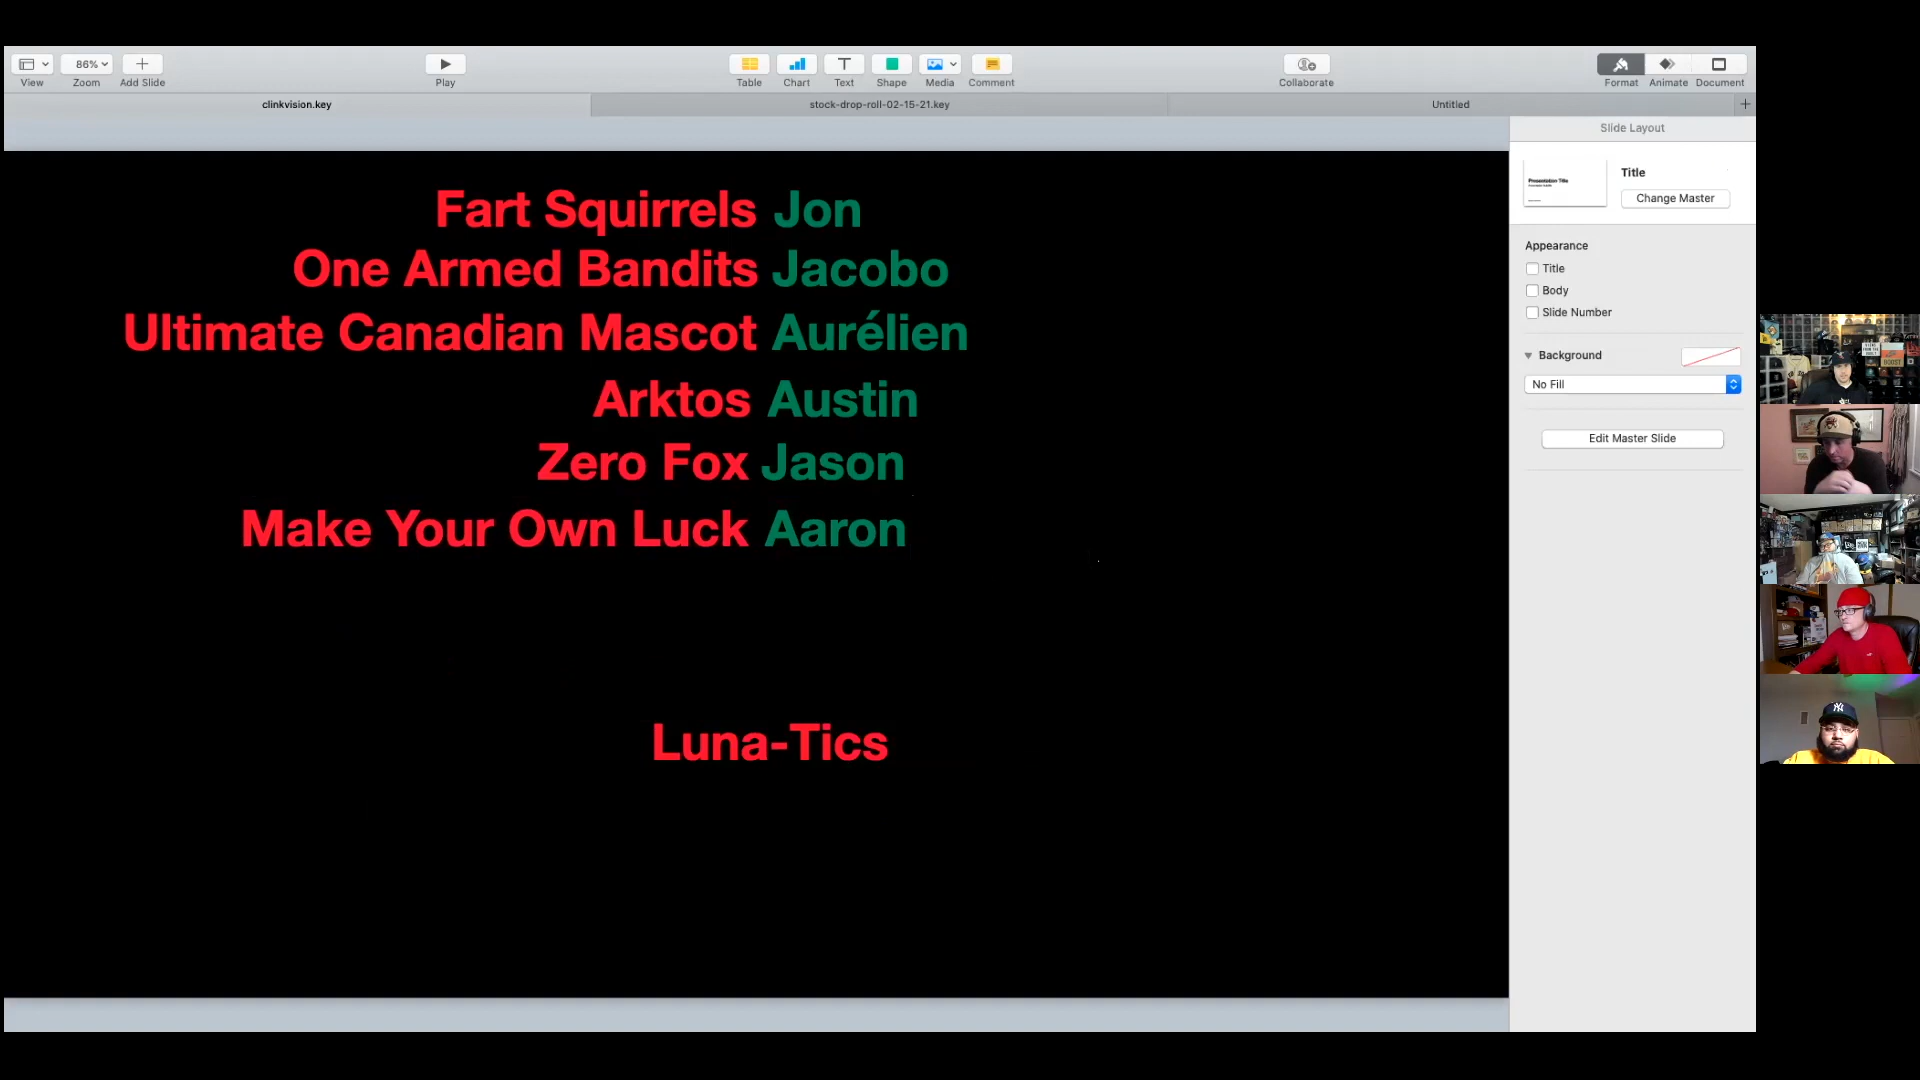 View
86%
Zoom
Add Slide
Play
Table
Chart
Text
Shape
Media
Comment
Collaborate
Format
Animate
Document
clinkvision.key
stock-drop-roll-02-15-21.key
Untitled
Slide Layout
Title
Change Master
Appearance
Title
Body
Slide Number
Background
No Fill
Edit Master Slide
Fart Squirrels Jon
One Armed Bandits Jacobo
Ultimate Canadian Mascot Aurélien
Arktos Austin
Zero Fox Jason
Make Your Own Luck Aaron
Luna-Tics